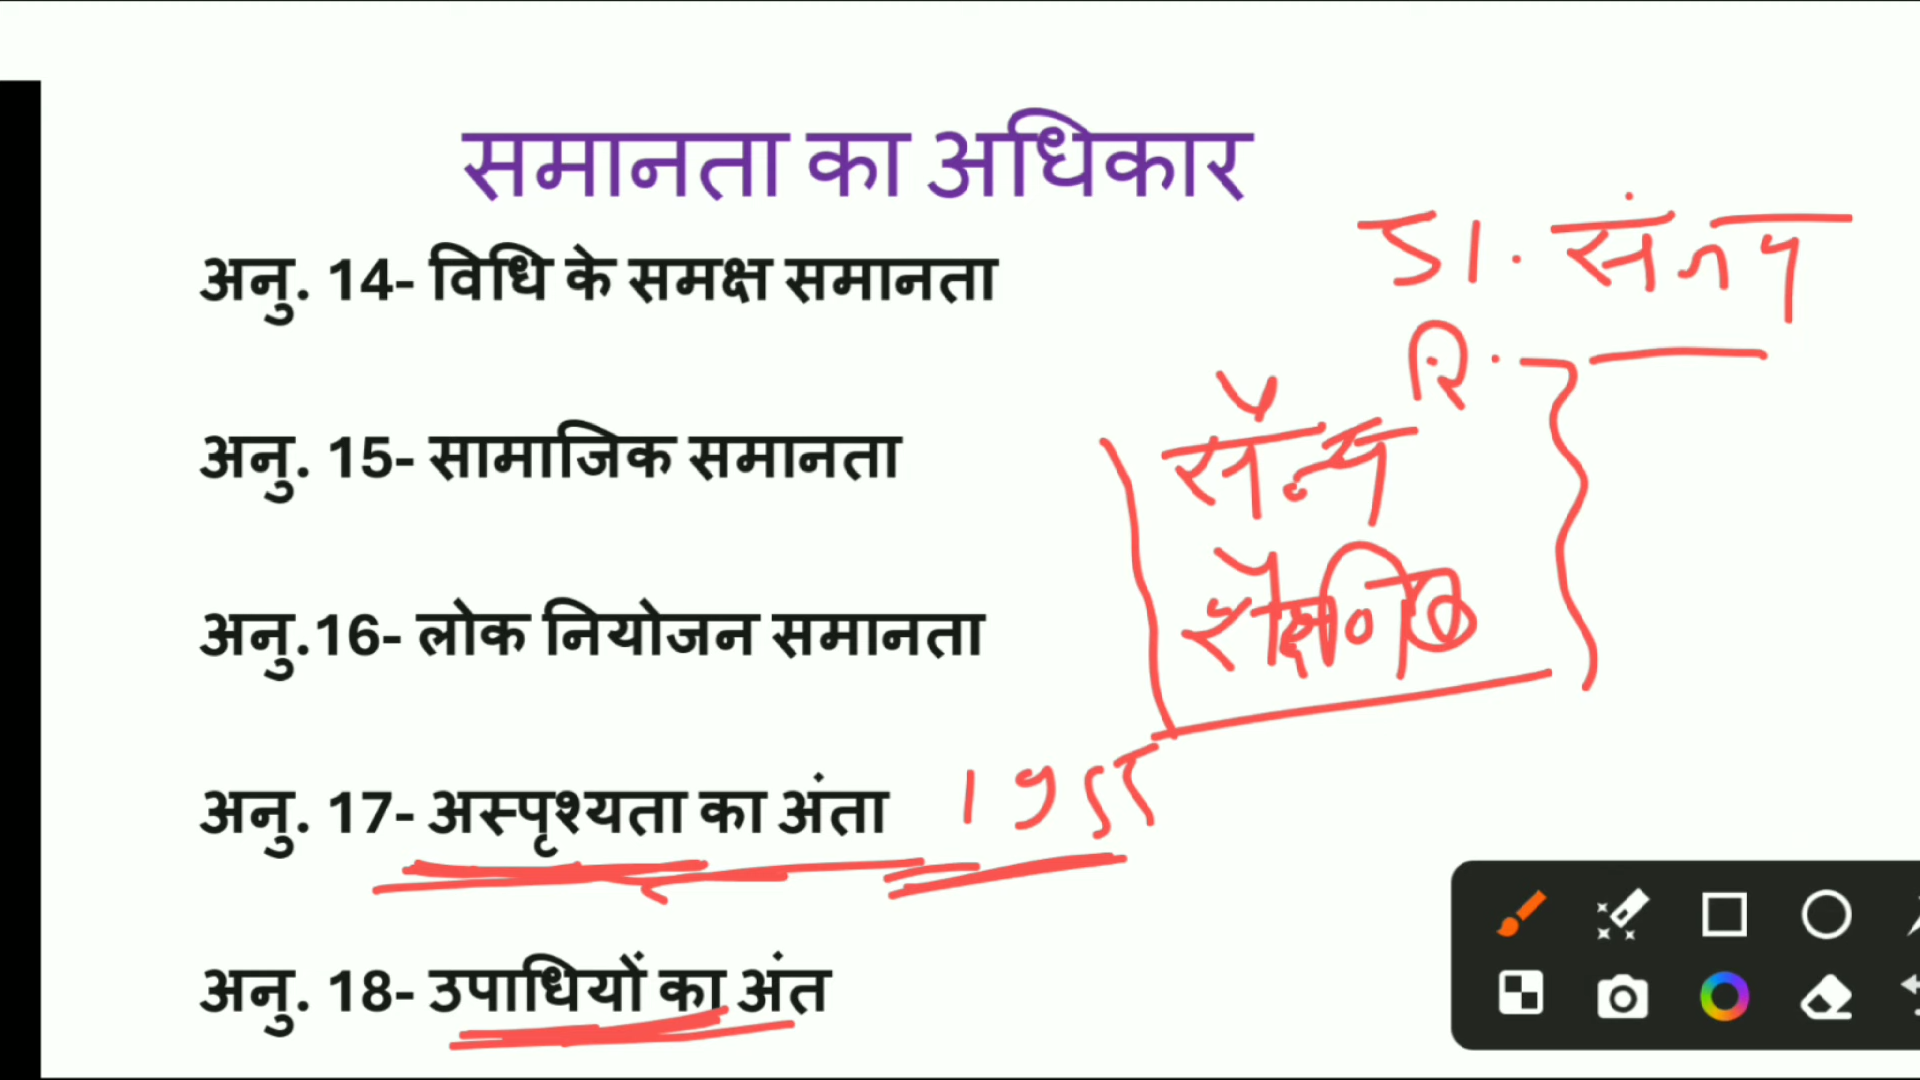 समानता का अधिकार
अनु. 14- विधि के समक्ष समानता
अनु. 15- सामाजिक समानता
अनु.16- लोक नियोजन समानता
अनु. 17- अस्पृश्यता का अंता 1955
अनु. 18- उपाधियों का अंत